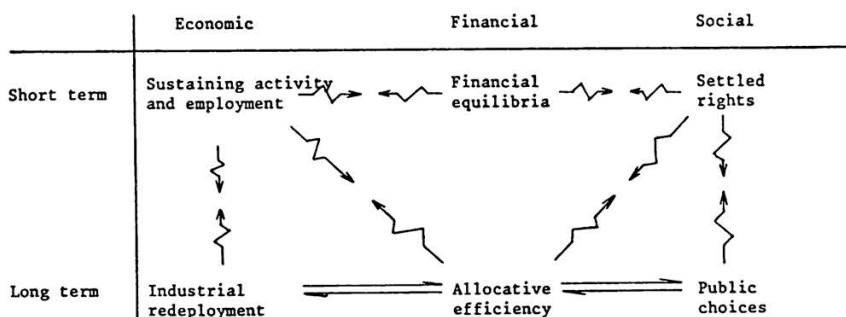 Economic Financial Social
Short term Sustaining activity Financial Settled
and employment equilibria rights
Long term Industrial Allocative Public
redeployment efficiency choices